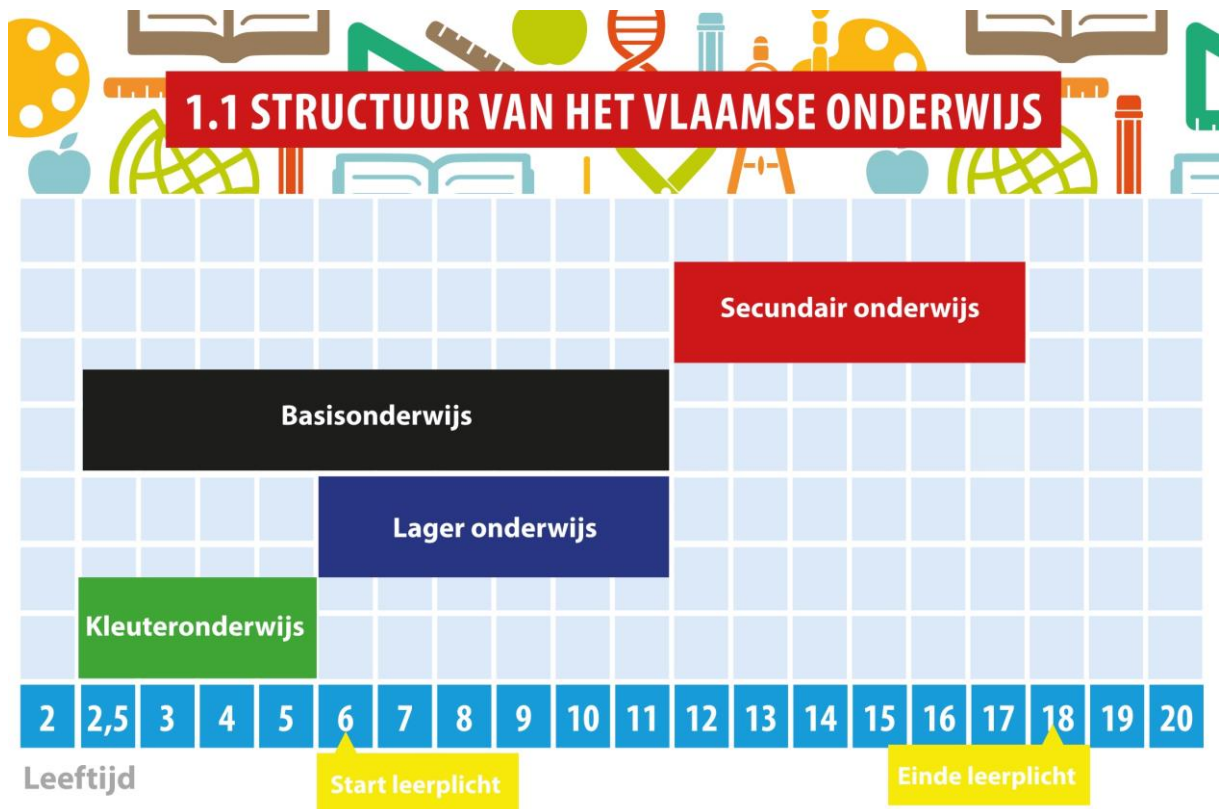 1.1 STRUCTUUR VAN HET VLAAMSE ONDERWIJS
Secundair onderwijs
Basisonderwijs
Lager onderwijs
Kleuteronderwijs
2 2,5 3 4 5 6 7 8 9 10 11 12 13 14 15 16 17 18 19 20
Leeftijd
Start leerplicht
Einde leerplicht